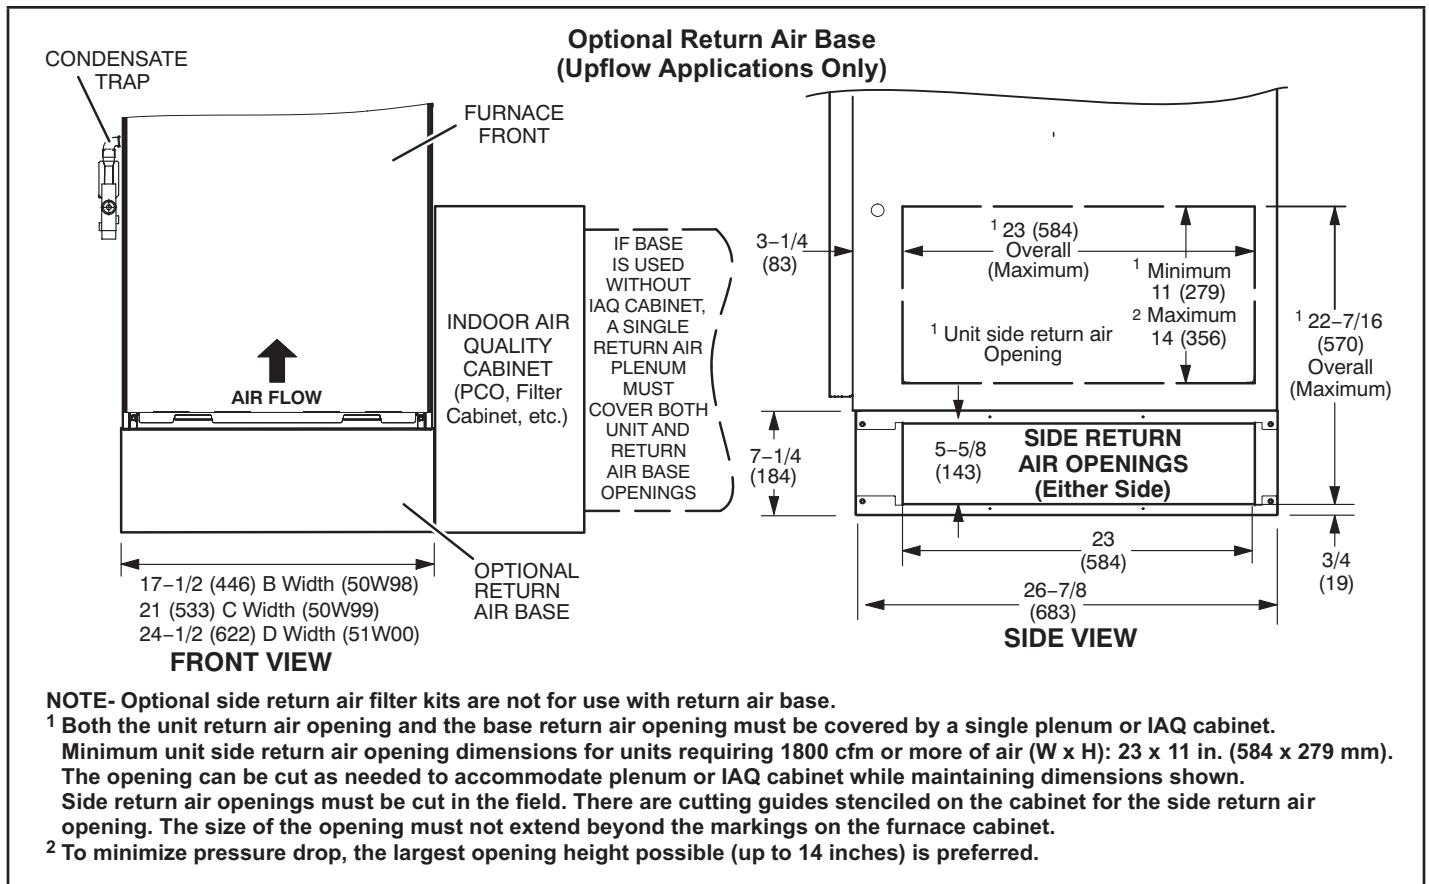 Optional Return Air Base
(Upflow Applications Only)
CONDENSATE
TRAP
FURNACE
FRONT
AIR FLOW
INDOOR AIR
QUALITY
CABINET
(PCO, Filter
Cabinet, etc.)
IF BASE
IS USED
WITHOUT
IAQ CABINET,
A SINGLE
RETURN AIR
PLENUM
MUST
COVER BOTH
UNIT AND
RETURN
AIR BASE
OPENINGS
OPTIONAL
RETURN
AIR BASE
17−1/2 (446) B Width (50W98)
21 (533) C Width (50W99)
24−1/2 (622) D Width (51W00)
FRONT VIEW
3−1/4
(83)
1 23 (584)
Overall
(Maximum)
1 Minimum
11 (279)
2 Maximum
14 (356)
1 Unit side return air
Opening
1 22−7/16
(570)
Overall
(Maximum)
7−1/4
(184)
5−5/8
(143)
SIDE RETURN
AIR OPENINGS
(Either Side)
23
(584)
26−7/8
(683)
3/4
(19)
SIDE VIEW
NOTE- Optional side return air filter kits are not for use with return air base.
1 Both the unit return air opening and the base return air opening must be covered by a single plenum or IAQ cabinet.
Minimum unit side return air opening dimensions for units requiring 1800 cfm or more of air (W x H): 23 x 11 in. (584 x 279 mm).
The opening can be cut as needed to accommodate plenum or IAQ cabinet while maintaining dimensions shown.
Side return air openings must be cut in the field. There are cutting guides stenciled on the cabinet for the side return air
opening. The size of the opening must not extend beyond the markings on the furnace cabinet.
2 To minimize pressure drop, the largest opening height possible (up to 14 inches) is preferred.